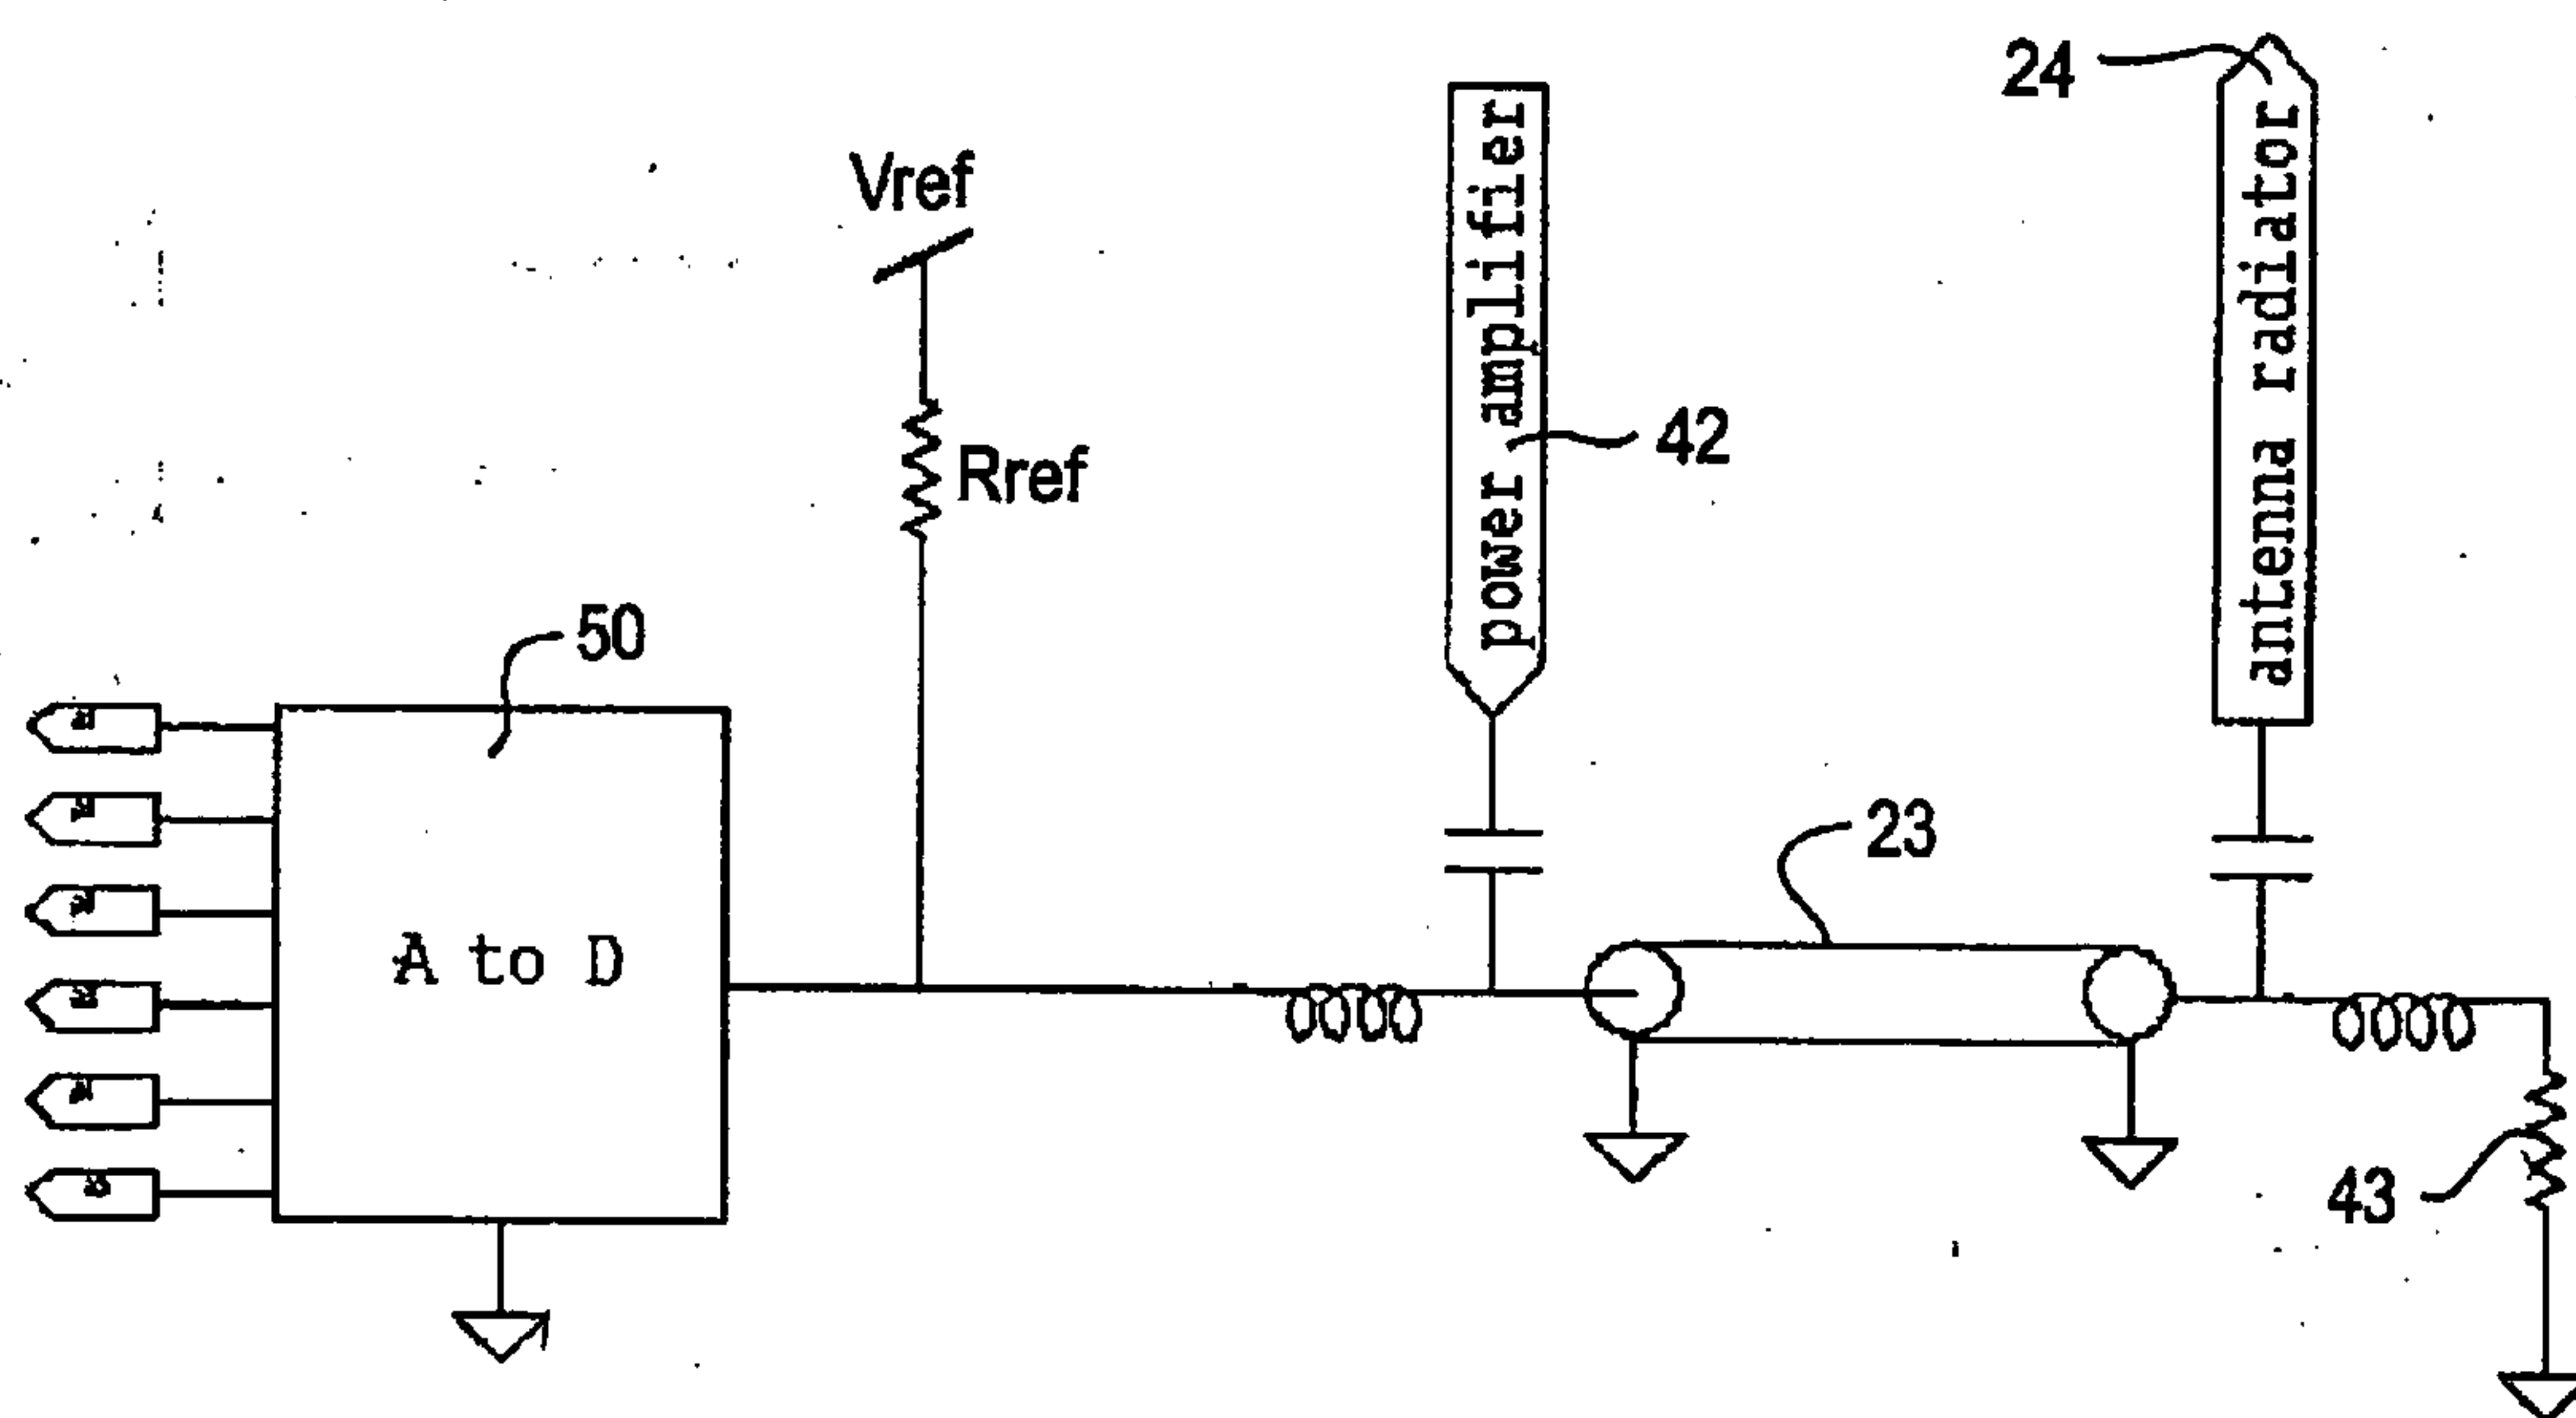 24
Vref
power amplifier
antenna radiator
42
Rref
50
23
A to D
43